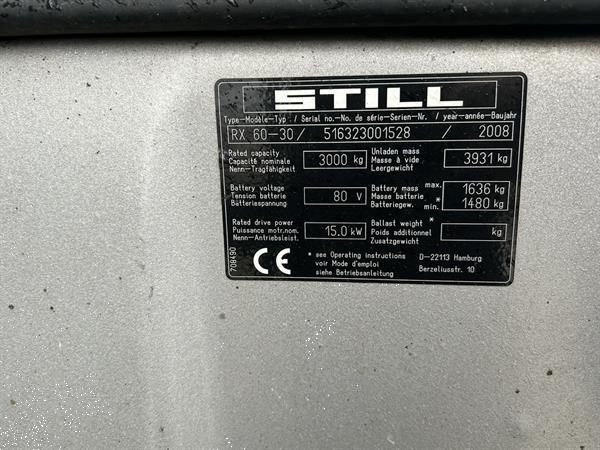 STILL
Type-Modèle-Typ / Serial no.-No. de série-Serien-Nr. / year-année-Baujahr
RX 60-30 / 516323001528 / 2008
Rated capacity
Capacité nominale
Nenn-Tragfähigkeit
3000 kg
Unladen mass
Masse à vide
Leergewicht
3931 kg
Battery voltage
Tension batterie
Batteriespannung
80 V
Battery mass max.
Masse batterie *
Batteriegew. min.
1636 kg
1480 kg
Rated drive power
Puissance motr.nom.
Nenn-Antriebsleist.
15.0 kW
Ballast weight *
Poids additionnel
Zusatzgewicht
kg
708490
CE
* see Operating instructions
voir Mode d'emploi
siehe Betriebsanleitung
D-22113 Hamburg
Berzeliusstr. 10